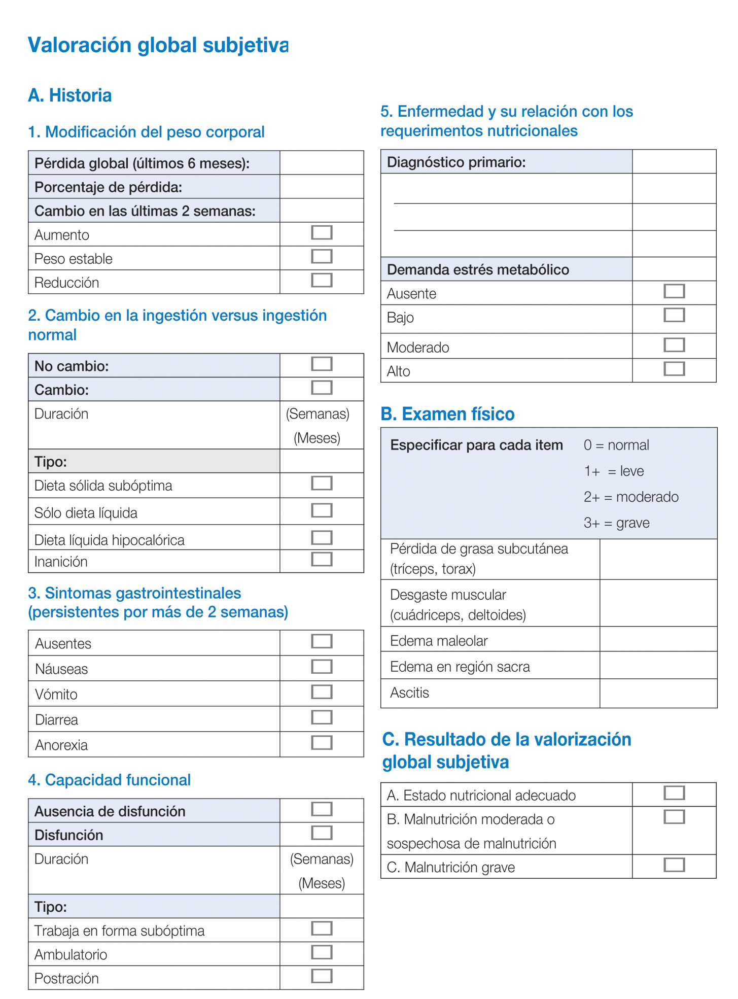 Valoración global subjetiva
A. Historia
1. Modificación del peso corporal
Pérdida global (últimos 6 meses):
Porcentaje de pérdida:
Cambio en las últimas 2 semanas:
Aumento
Peso estable
Reducción
2. Cambio en la ingestión versus ingestión
normal
No cambio:
Cambio:
Duración (Semanas)
(Meses)
Tipo:
Dieta sólida subóptima
Sólo dieta líquida
Dieta líquida hipocalórica
Inanición
3. Sintomas gastrointestinales
(persistentes por más de 2 semanas)
Ausentes
Náuseas
Vómito
Diarrea
Anorexia
4. Capacidad funcional
Ausencia de disfunción
Disfunción
Duración (Semanas)
(Meses)
Tipo:
Trabaja en forma subóptima
Ambulatorio
Postración
5. Enfermedad y su relación con los
requerimentos nutricionales
Diagnóstico primario:
Demanda estrés metabólico
Ausente
Bajo
Moderado
Alto
B. Examen físico
Especificar para cada item 0 = normal
1+ = leve
2+ = moderado
3+ = grave
Pérdida de grasa subcutánea
(tríceps, torax)
Desgaste muscular
(cuádriceps, deltoides)
Edema maleolar
Edema en región sacra
Ascitis
C. Resultado de la valorización
global subjetiva
A. Estado nutricional adecuado
B. Malnutrición moderada o
sospechosa de malnutrición
C. Malnutrición grave